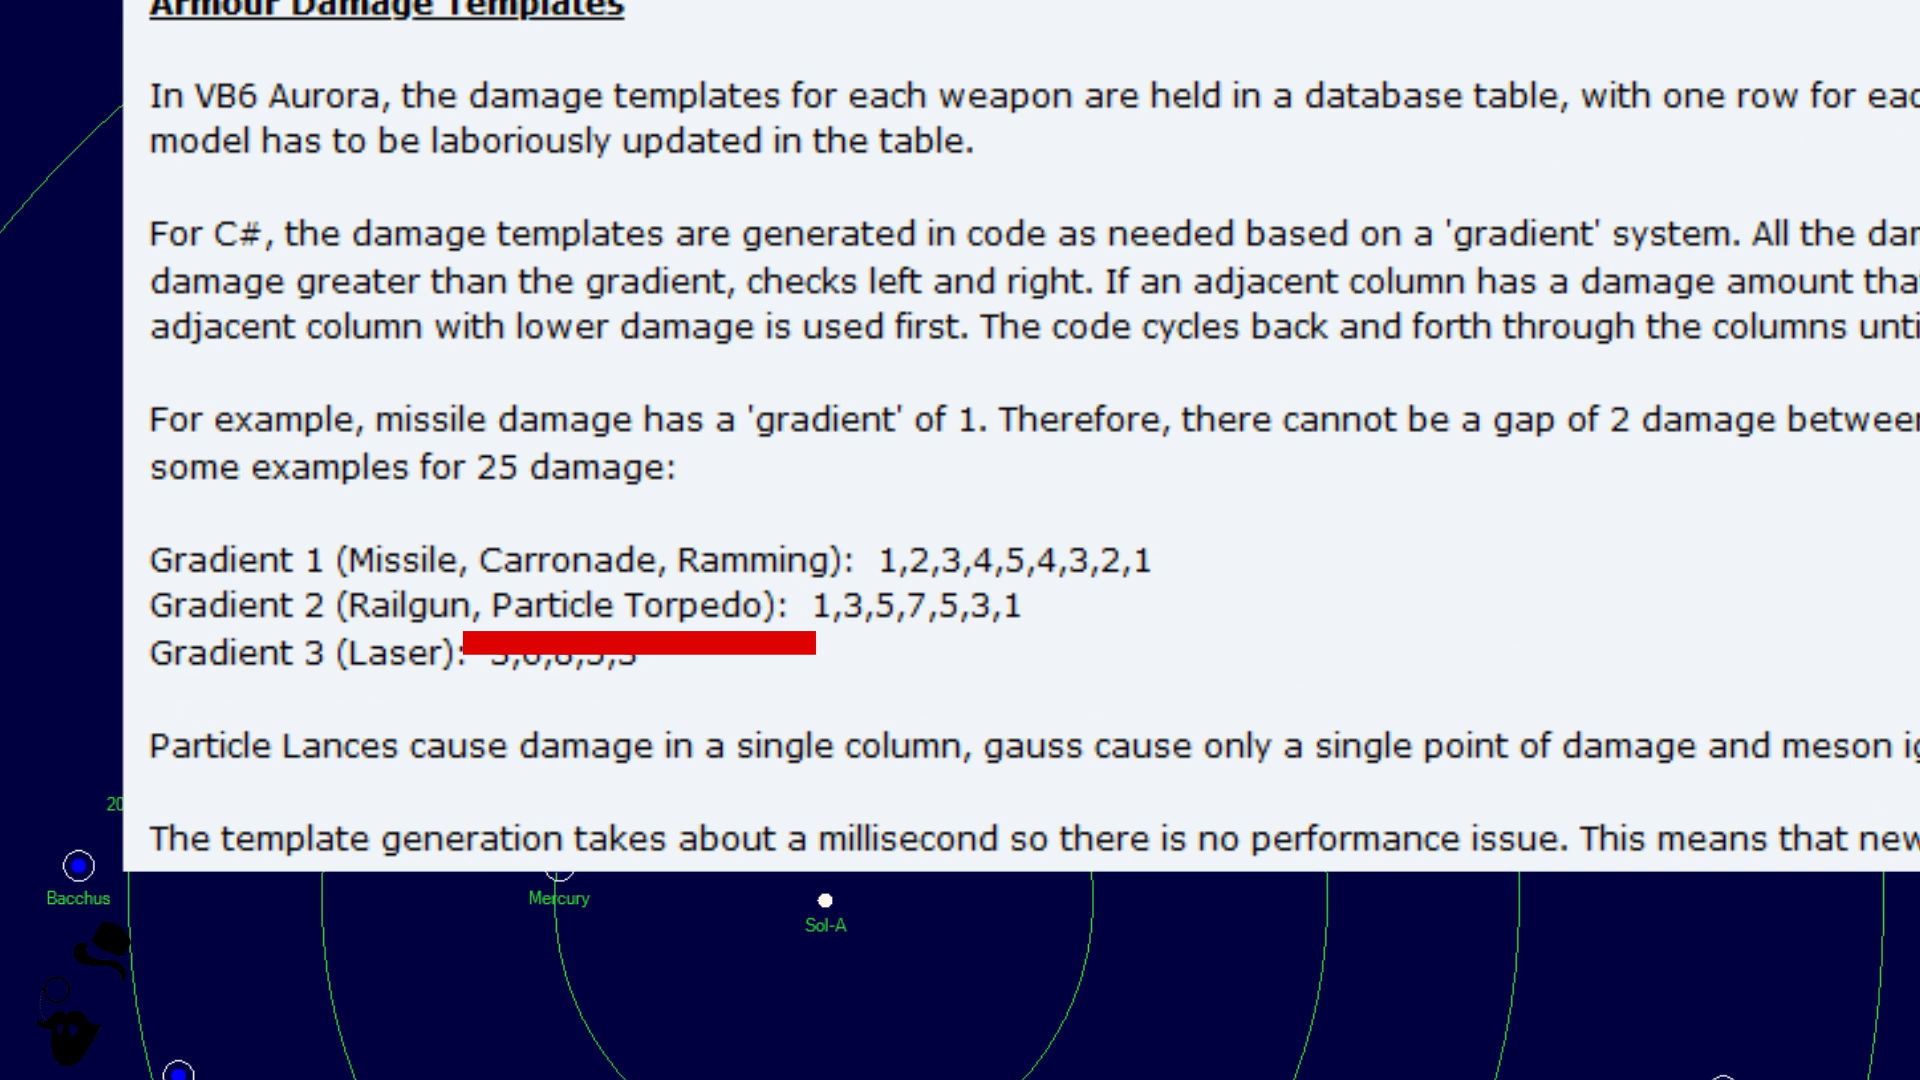 Armour Damage Templates
In VB6 Aurora, the damage templates for each weapon are held in a database table, with one row for
model has to be laboriously updated in the table.
For C#, the damage templates are generated in code as needed based on a 'gradient' system. All the
damage greater than the gradient, checks left and right. If an adjacent column has a damage amount
adjacent column with lower damage is used first. The code cycles back and forth through the columns
For example, missile damage has a 'gradient' of 1. Therefore, there cannot be a gap of 2 damage
some examples for 25 damage:
Gradient 1 (Missile, Carronade, Ramming): 1,2,3,4,5,4,3,2,1
Gradient 2 (Railgun, Particle Torpedo): 1,3,5,7,5,3,1
Gradient 3 (Laser):
Particle Lances cause damage in a single column, gauss cause only a single point of damage and meson
The template generation takes about a millisecond so there is no performance issue. This means that
20
Bacchus
Mercury
Sol-A